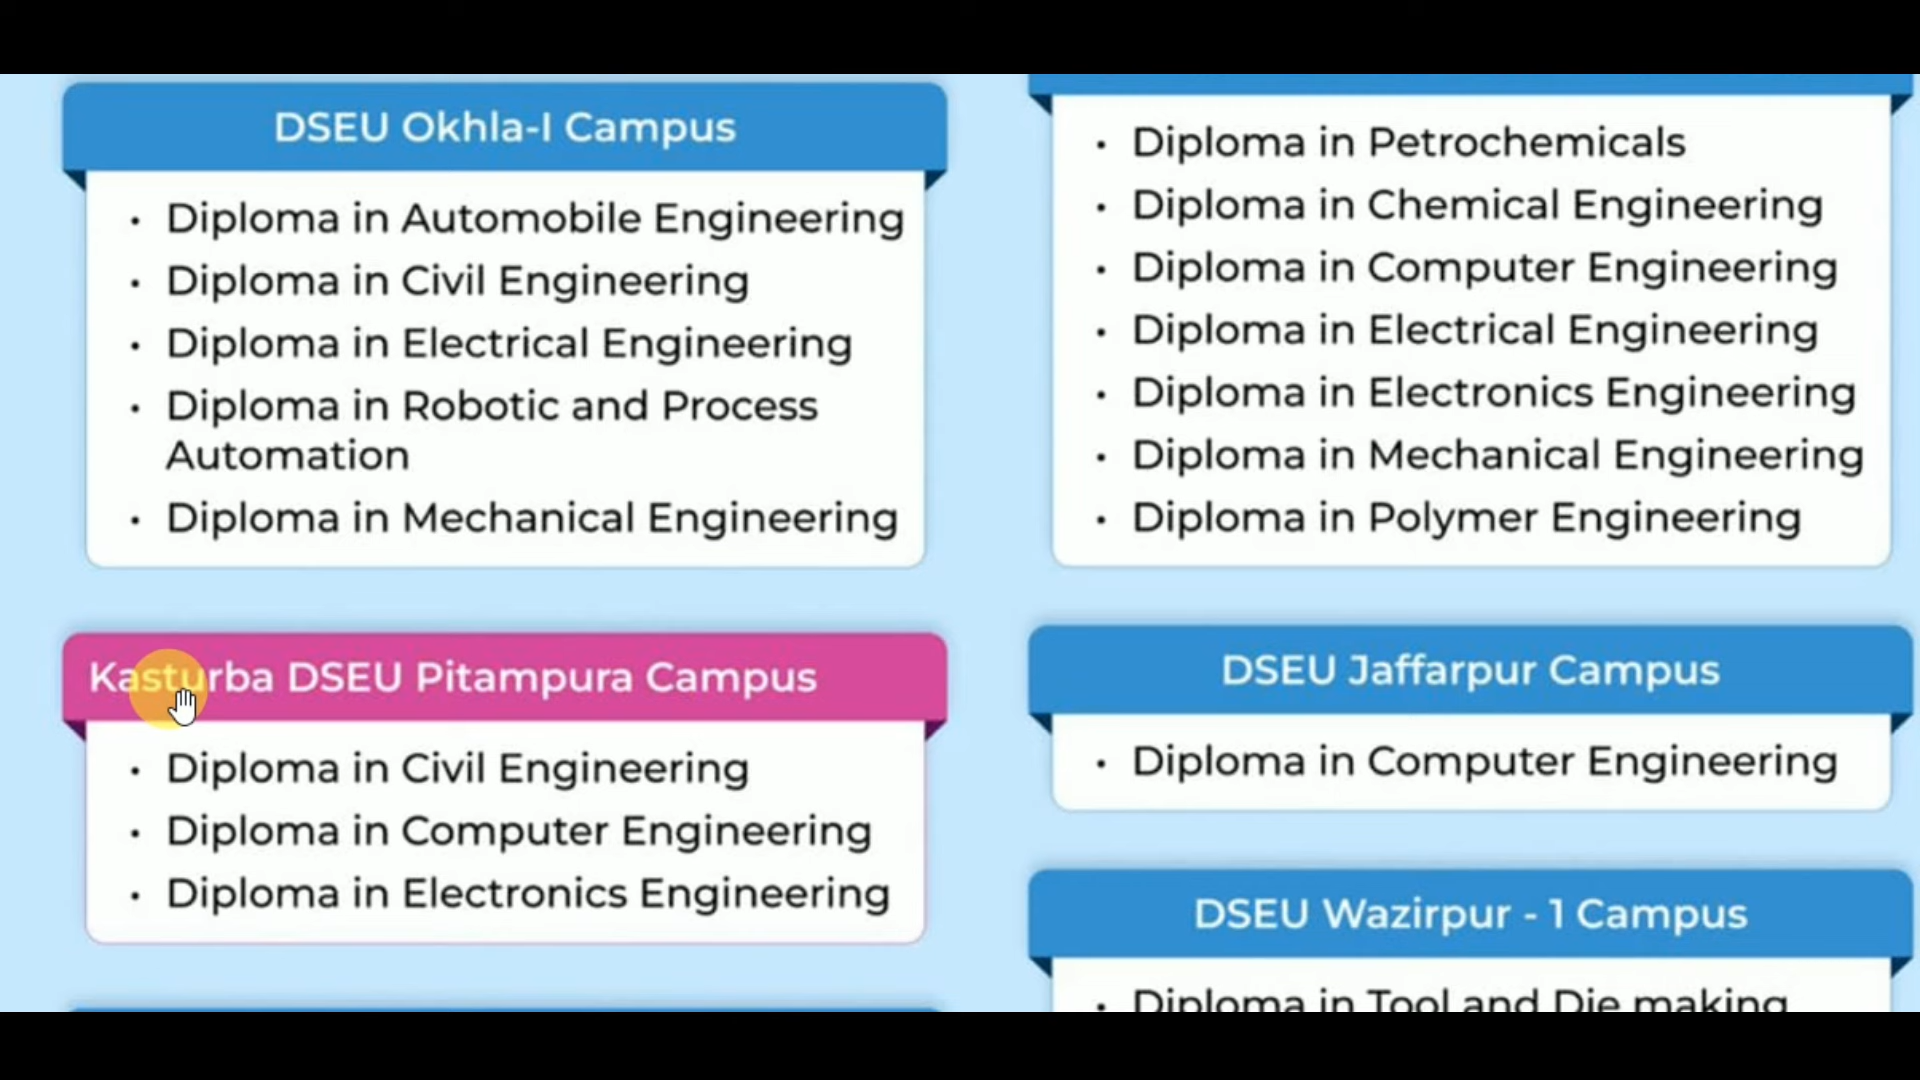 DSEU Okhla-I Campus
• Diploma in Automobile Engineering
• Diploma in Civil Engineering
• Diploma in Electrical Engineering
• Diploma in Robotic and Process
Automation
• Diploma in Mechanical Engineering
Kasturba DSEU Pitampura Campus
• Diploma in Civil Engineering
• Diploma in Computer Engineering
• Diploma in Electronics Engineering
• Diploma in Petrochemicals
• Diploma in Chemical Engineering
• Diploma in Computer Engineering
• Diploma in Electrical Engineering
• Diploma in Electronics Engineering
• Diploma in Mechanical Engineering
• Diploma in Polymer Engineering
DSEU Jaffarpur Campus
• Diploma in Computer Engineering
DSEU Wazirpur - 1 Campus
• Diploma in Tool and Die making